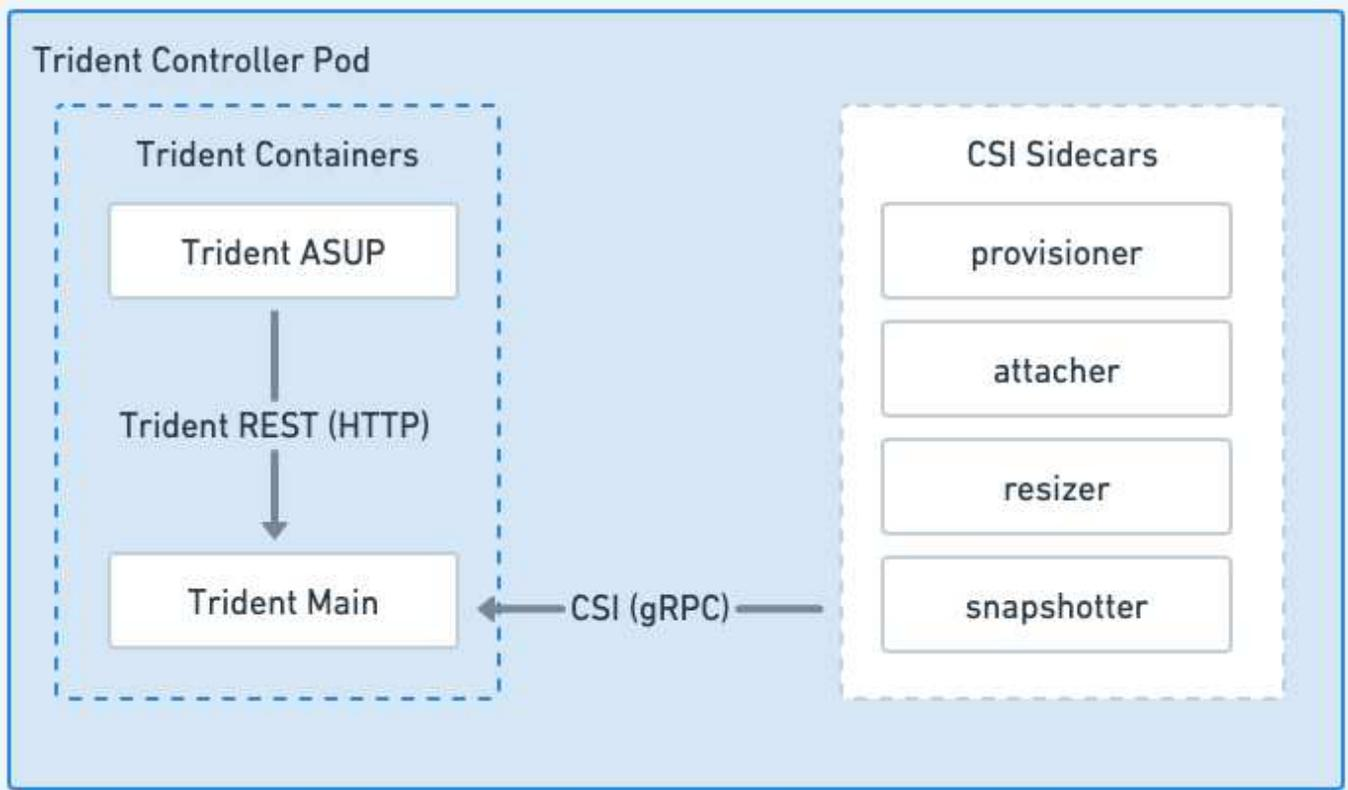 Trident Controller Pod
Trident Containers
Trident ASUP
Trident REST (HTTP)
Trident Main
CSI (gRPC)
CSI Sidecars
provisioner
attacher
resizer
snapshotter